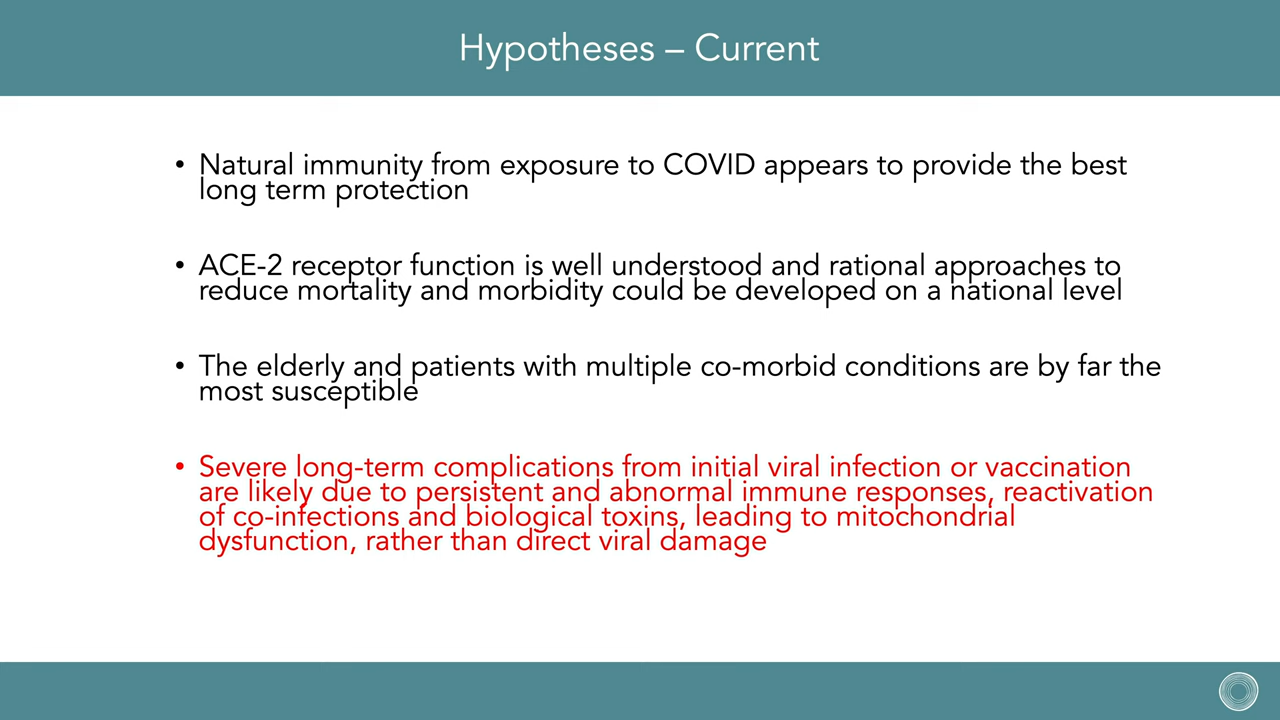 Hypotheses – Current
• Natural immunity from exposure to COVID appears to provide the best
long term protection
• ACE-2 receptor function is well understood and rational approaches to
reduce mortality and morbidity could be developed on a national level
• The elderly and patients with multiple co-morbid conditions are by far the
most susceptible
• Severe long-term complications from initial viral infection or vaccination
are likely due to persistent and abnormal immune responses, reactivation
of co-infections and biological toxins, leading to mitochondrial
dysfunction, rather than direct viral damage